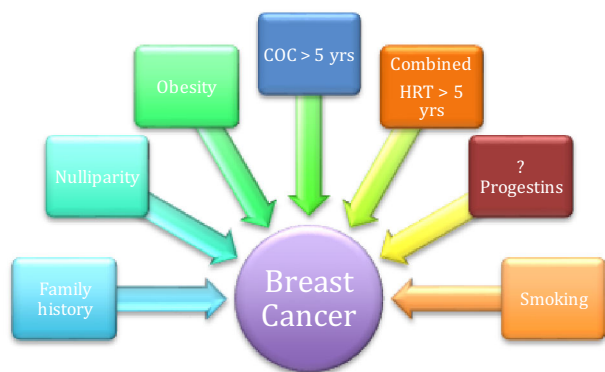 COC > 5 yrs
Combined
HRT > 5
yrs
Obesity
Nulliparity
?
Progestins
Family
history
Breast
Cancer
Smoking